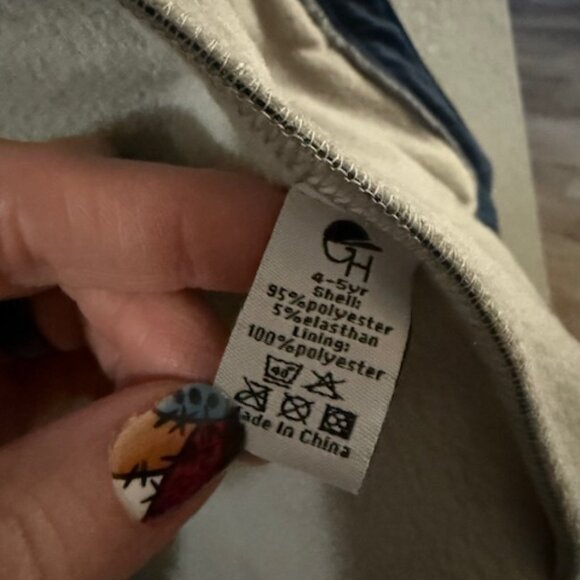 GH
4-5yr
Shell:
95%polyester
5%elasthan
Lining:
100%polyester
40°
ade In China